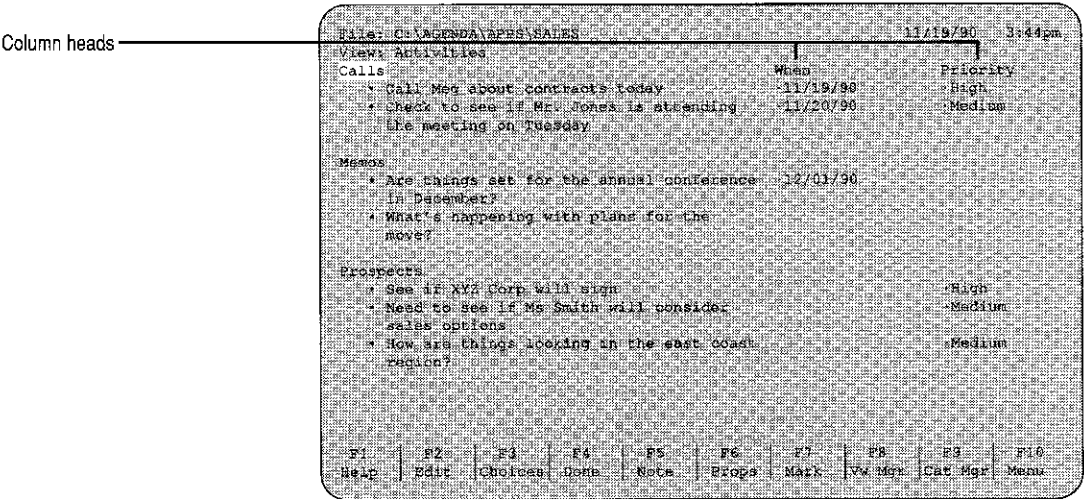 Column heads
File: C:\AGENDA\APPS\SALES 11/19/90 3:44pm
View: Activities
Calls When Priority
• Call Meg about contracts today ·11/19/90 ·High
• Check to see if Mr. Jones is attending ·11/20/90 ·Medium
the meeting on Tuesday
Memos
• Are things set for the annual conference ·12/01/90
in December?
• What's happening with plans for the
move?
Prospects
• See if XYZ Corp will sign ·High
• Need to see if Ms Smith will consider ·Medium
sales options
• How are things looking in the east coast ·Medium
region?
F1 F2 F3 F4 F5 F6 F7 F8 F9 F10
Help Edit Choices Done Note Props Mark Vw Mgr Cat Mgr Menu